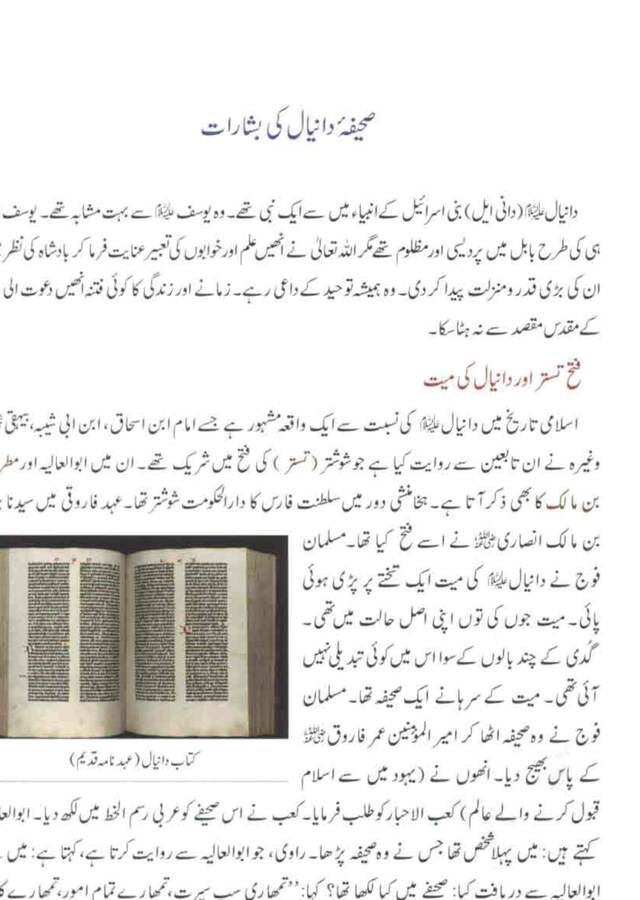 صحیفۂ دانیال کی بشارات
دانیال علیہ السلام (دانی ایل) بنی اسرائیل کے انبیاء میں سے ایک نبی تھے۔ وہ یوسف علیہ السلام سے بہت مشابہ تھے۔ یوسف
ہی کی طرح بابل میں پردیسی اور مظلوم تھے مگر اللہ تعالیٰ نے انھیں علم اور خوابوں کی تعبیر عنایت فرما کر بادشاہ کی نظر
ان کی بڑی قدر و منزلت پیدا کر دی۔ وہ ہمیشہ توحید کے داعی رہے۔ زمانے اور زندگی کا کوئی فتنہ انھیں دعوت الی
کے مقدس مقصد سے نہ ہٹا سکا۔
فتح تستر اور دانیال کی میت
اسلامی تاریخ میں دانیال علیہ السلام کی نسبت سے ایک واقعہ مشہور ہے جسے امام ابن اسحاق، ابن ابی شیبہ، بیہقی
وغیرہ نے ان تابعین سے روایت کیا ہے جو شوشتر (تستر) کی فتح میں شریک تھے۔ ان میں ابوالعالیہ اور مطر
بن مالک کا بھی ذکر آتا ہے۔ ہخامنشی دور میں سلطنت فارس کا دارالحکومت شوشتر تھا۔ عہد فاروقی میں سیدنا
بن مالک انصاری رضی اللہ عنہ نے اسے فتح کیا تھا۔ مسلمان
فوج نے دانیال علیہ السلام کی میت ایک تختے پر پڑی ہوئی
پائی۔ میت جوں کی توں اپنی اصل حالت میں تھی۔
گُدی کے چند بالوں کے سوا اس میں کوئی تبدیلی نہیں
آئی تھی۔ میت کے سرہانے ایک صحیفہ تھا۔ مسلمان
فوج نے وہ صحیفہ اٹھا کر امیر المؤمنین عمر فاروق رضی اللہ عنہ
کے پاس بھیج دیا۔ انھوں نے (یہود میں سے اسلام
کتاب دانیال (عہد نامہ قدیم)
قبول کرنے والے عالم) کعب الاحبار کو طلب فرمایا۔ کعب نے اس صحیفے کو عربی رسم الخط میں لکھ دیا۔ ابوالعا
کہتے ہیں: میں پہلا شخص تھا جس نے وہ صحیفہ پڑھا۔ راوی، جو ابوالعالیہ سے روایت کرتا ہے، کہتا ہے: میں
ابوالعالیہ سے دریافت کیا: صحیفے میں کیا لکھا تھا؟ کہا: ’’تمھاری سب سیرت، تمھارے تمام امور، تمھارے